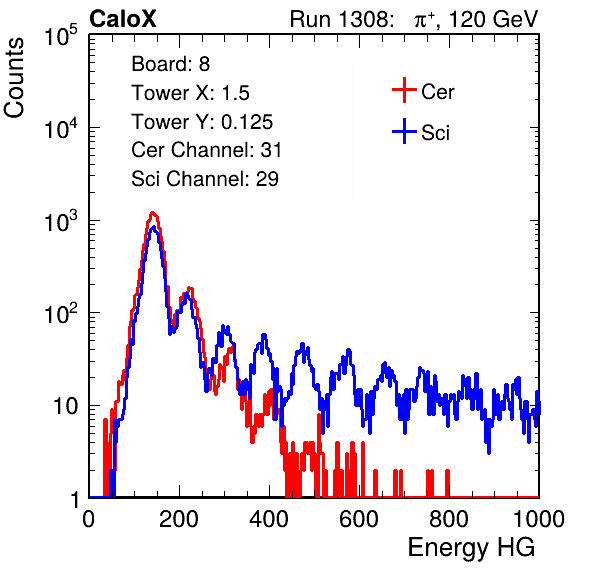 CaloX Run 1308: π⁺, 120 GeV
Counts
Board: 8
Tower X: 1.5
Tower Y: 0.125
Cer Channel: 31
Sci Channel: 29
Cer
Sci
10⁵
10⁴
10³
10²
10
1
0 200 400 600 800 1000
Energy HG